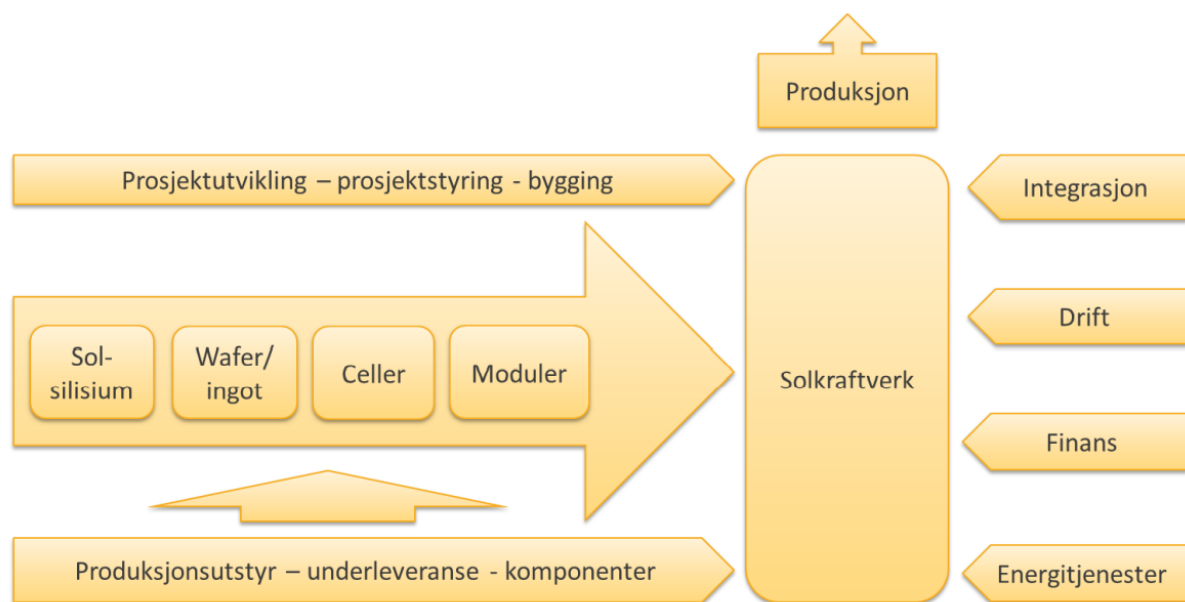 Produksjon
Prosjektutvikling – prosjektstyring - bygging
Integrasjon
Sol-
silisium
Wafer/
ingot
Celler
Moduler
Solkraftverk
Drift
Finans
Produksjonsutstyr – underleveranse - komponenter
Energitjenester